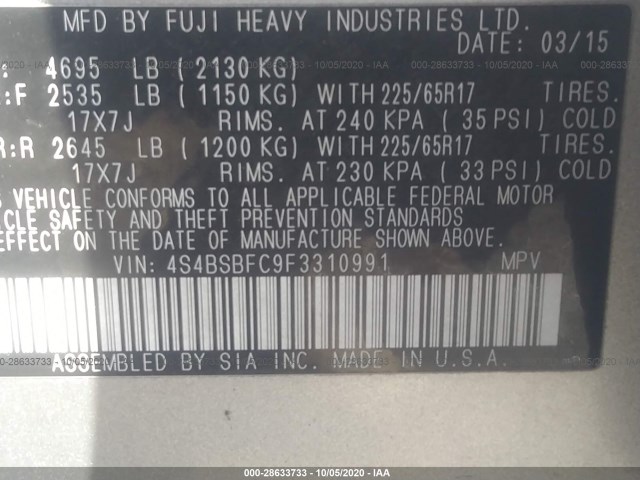 MFD BY FUJI HEAVY INDUSTRIES LTD.
DATE: 03/15
: 4695 LB (2130 KG)
:F 2535 LB (1150 KG) WITH 225/65R17 TIRES.
17X7J RIMS. AT 240 KPA (35 PSI) COLD
R:R 2645 LB (1200 KG) WITH 225/65R17 TIRES.
17X7J RIMS. AT 230 KPA (33 PSI) COLD
VEHICLE CONFORMS TO ALL APPLICABLE FEDERAL MOTOR
CLE SAFETY AND THEFT PREVENTION STANDARDS
EFFECT ON THE DATE OF MANUFACTURE SHOWN ABOVE.
VIN: 4S4BSBFC9F3310991 MPV
ASSEMBLED BY SIA INC. MADE IN U.S.A.
000-28633733 - 10/05/2020 - IAA